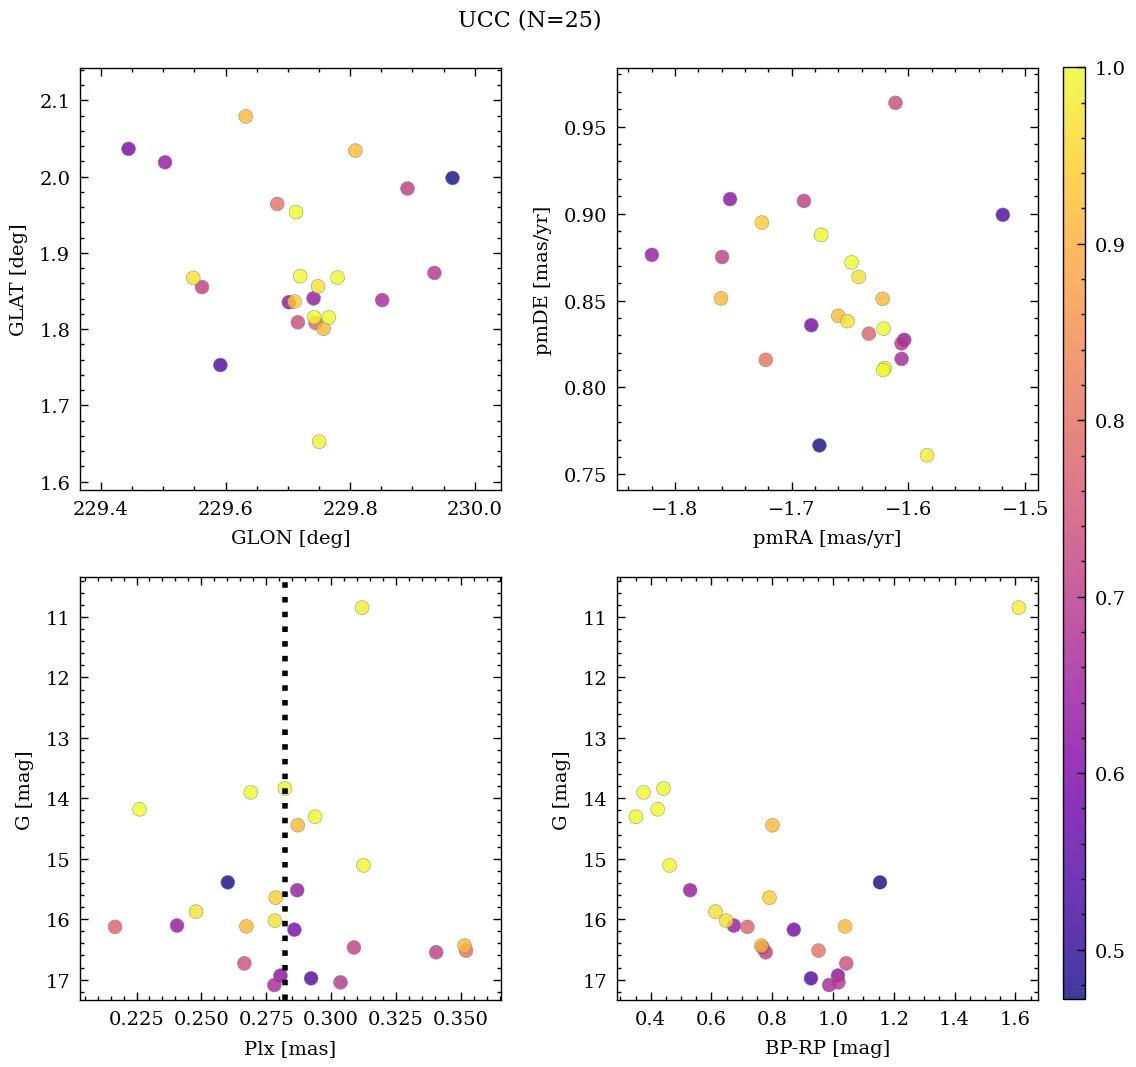 UCC (N=25)
2.1
2.0
1.9
1.8
1.7
1.6
GLAT [deg]
229.4 229.6 229.8 230.0
GLON [deg]
0.95
0.90
0.85
0.80
0.75
pmDE [mas/yr]
−1.8 −1.7 −1.6 −1.5
pmRA [mas/yr]
11
12
13
14
15
16
17
G [mag]
0.225 0.250 0.275 0.300 0.325 0.350
Plx [mas]
11
12
13
14
15
16
17
G [mag]
0.4 0.6 0.8 1.0 1.2 1.4 1.6
BP-RP [mag]
1.0
0.9
0.8
0.7
0.6
0.5